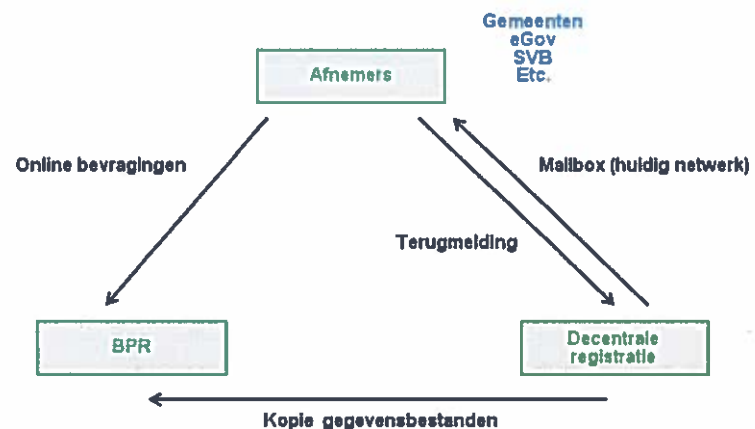 Gemeenten
eGov
SVB
Etc.
Afnemers
Online bevragingen
Mailbox (huidig netwerk)
Terugmelding
BPR
Decentrale
registratie
Kopie gegevensbestanden